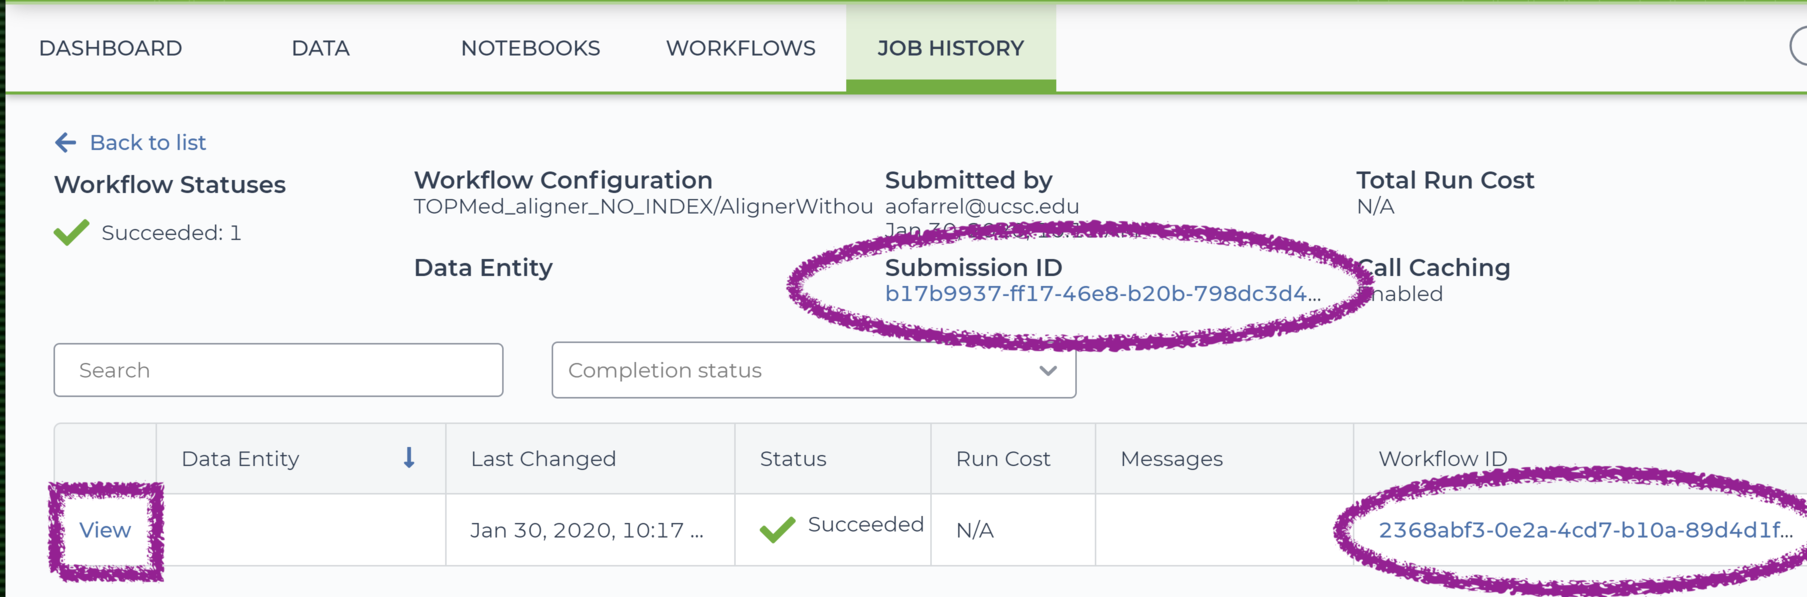 DASHBOARD DATA NOTEBOOKS WORKFLOWS JOB HISTORY
Back to list
Workflow Statuses
Succeeded: 1
Workflow Configuration
TOPMed_aligner_NO_INDEX/AlignerWithou
Data Entity
Submitted by
aofarrel@ucsc.edu
Jan 30,
Submission ID
b17b9937-ff17-46e8-b20b-798dc3d4...
Total Run Cost
N/A
Call Caching
Enabled
Search
Completion status
Data Entity Last Changed Status Run Cost Messages Workflow ID
View Jan 30, 2020, 10:17 ... Succeeded N/A 2368abf3-0e2a-4cd7-b10a-89d4d1f...